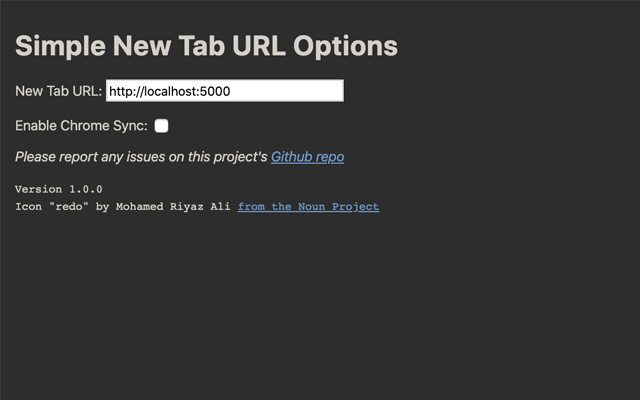 Simple New Tab URL Options
New Tab URL: http://localhost:5000
Enable Chrome Sync:
Please report any issues on this project's Github repo
Version 1.0.0
Icon "redo" by Mohamed Riyaz Ali from the Noun Project